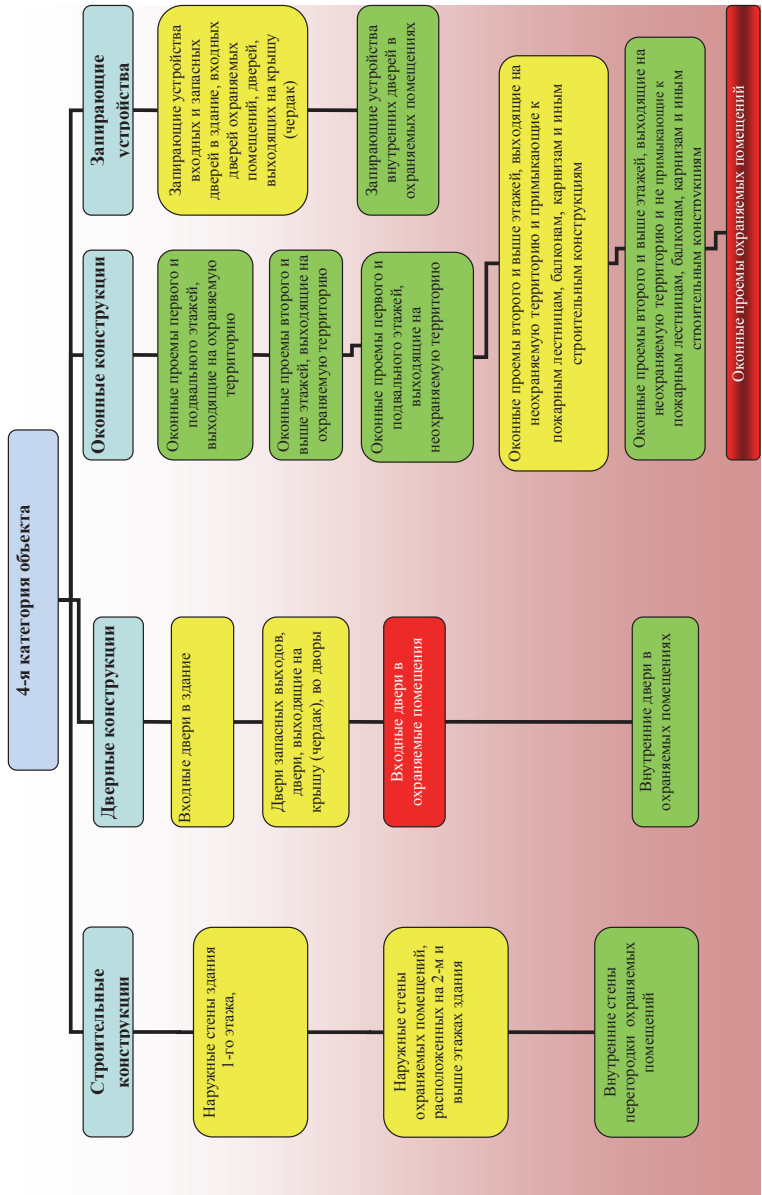 4-я категория объекта
Строительные
конструкции
Наружные стены здания
1-го этажа,
Наружные стены
охраняемых помещений,
расположенных на 2-м и
выше этажах здания
Внутренние стены
перегородки охраняемых
помещений
Дверные конструкции
Входные двери в здание
Двери запасных выходов,
двери, выходящие на
крышу (чердак), во дворы
Входные двери в
охраняемые помещения
Внутренние двери в
охраняемых помещениях
Оконные конструкции
Оконные проемы первого и
подвального этажей,
выходящие на охраняемую
территорию
Оконные проемы второго и
выше этажей, выходящие на
охраняемую территорию
Оконные проемы первого и
подвального этажей,
выходящие на
неохраняемую территорию
Оконные проемы второго и выше этажей, выходящие на
неохраняемую территорию и примыкающие к
пожарным лестницам, балконам, карнизам и иным
строительным конструкциям
Оконные проемы второго и выше этажей, выходящие на
неохраняемую территорию и не примыкающие к
пожарным лестницам, балконам, карнизам и иным
строительным конструкциям
Оконные проемы охраняемых помещений
Запирающие
устройства
Запирающие устройства
входных и запасных
дверей в здание, входных
дверей охраняемых
помещений, дверей,
выходящих на крышу
(чердак)
Запирающие устройства
внутренних дверей в
охраняемых помещениях